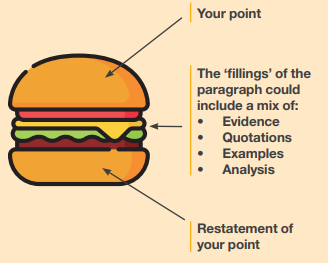 Your point
The ‘fillings’ of the
paragraph could
include a mix of:
• Evidence
• Quotations
• Examples
• Analysis
Restatement of
your point